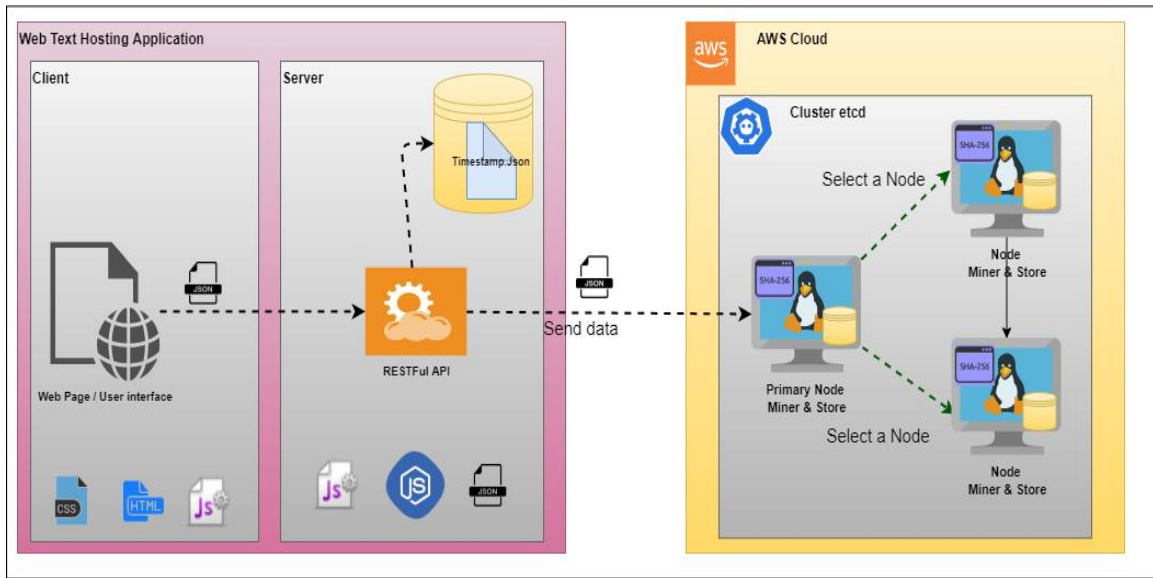 Web Text Hosting Application
Client
Server
Timestamp:Json
JSON
Web Page / User interface
RESTFul API
CSS
HTML
Js
Js
JS
JSON
JSON
Send data
aws
AWS Cloud
Cluster etcd
SHA-256
Primary Node
Miner & Store
Select a Node
Select a Node
SHA-256
Node
Miner & Store
SHA-256
Node
Miner & Store